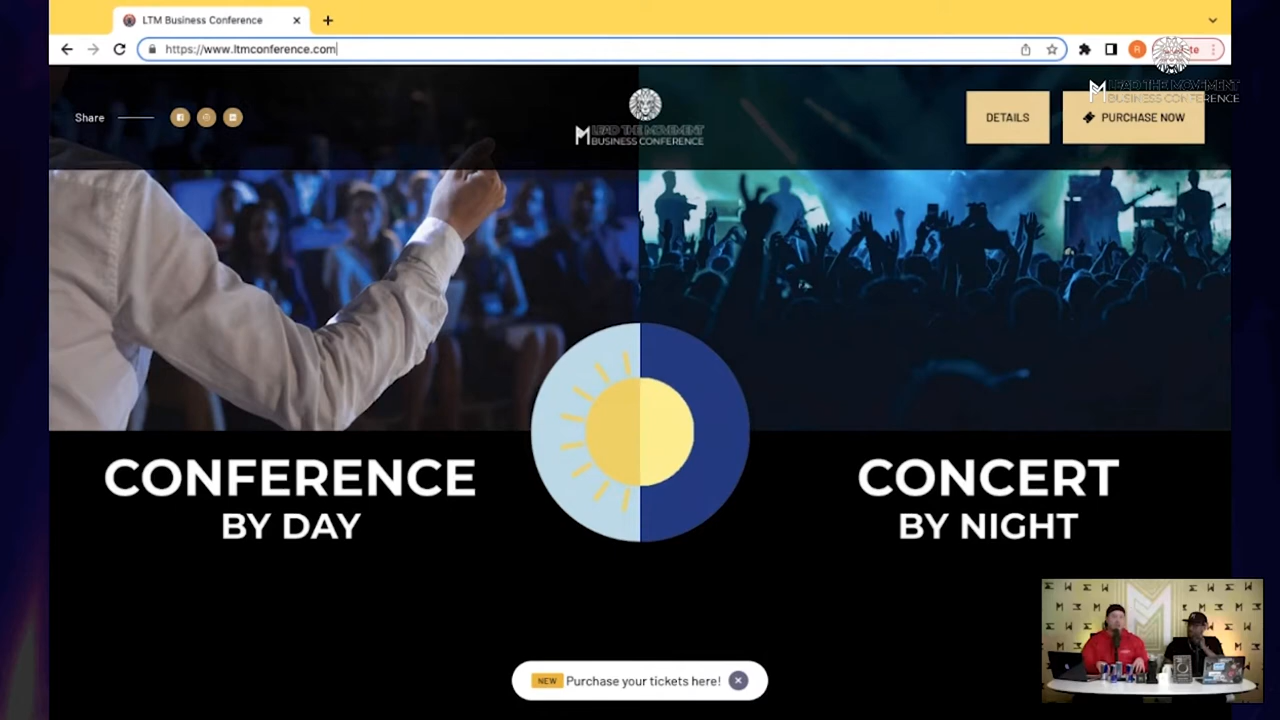 LTM Business Conference
https://www.ltmconference.com
R
Share
LEAD THE MOVEMENT
BUSINESS CONFERENCE
DETAILS
PURCHASE NOW
LEAD THE MOVEMENT
BUSINESS CONFERENCE
CONFERENCE
BY DAY
CONCERT
BY NIGHT
NEW Purchase your tickets here!